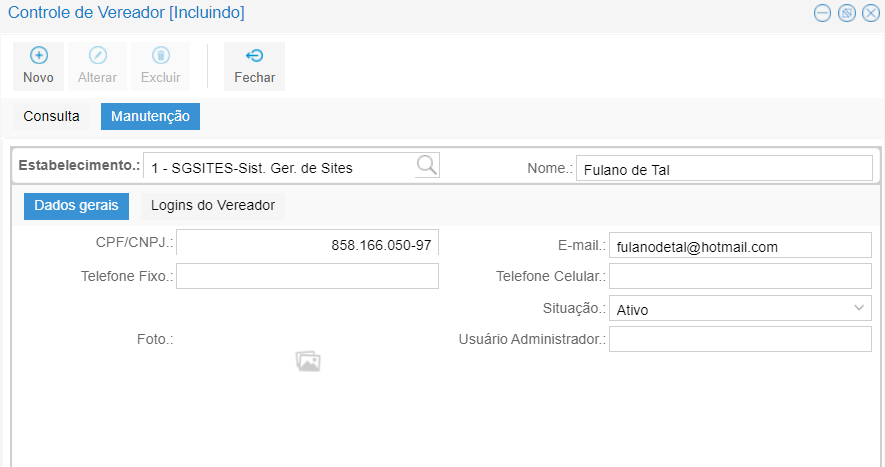 Controle de Vereador [Incluindo]
Novo Alterar Excluir Fechar
Consulta Manutenção
Estabelecimento.: 1 - SGSITES-Sist. Ger. de Sites Nome.: Fulano de Tal
Dados gerais Logins do Vereador
CPF/CNPJ.: 858.166.050-97 E-mail.: fulanodetal@hotmail.com
Telefone Fixo.: Telefone Celular.:
Situação.: Ativo
Foto.: Usuário Administrador.: